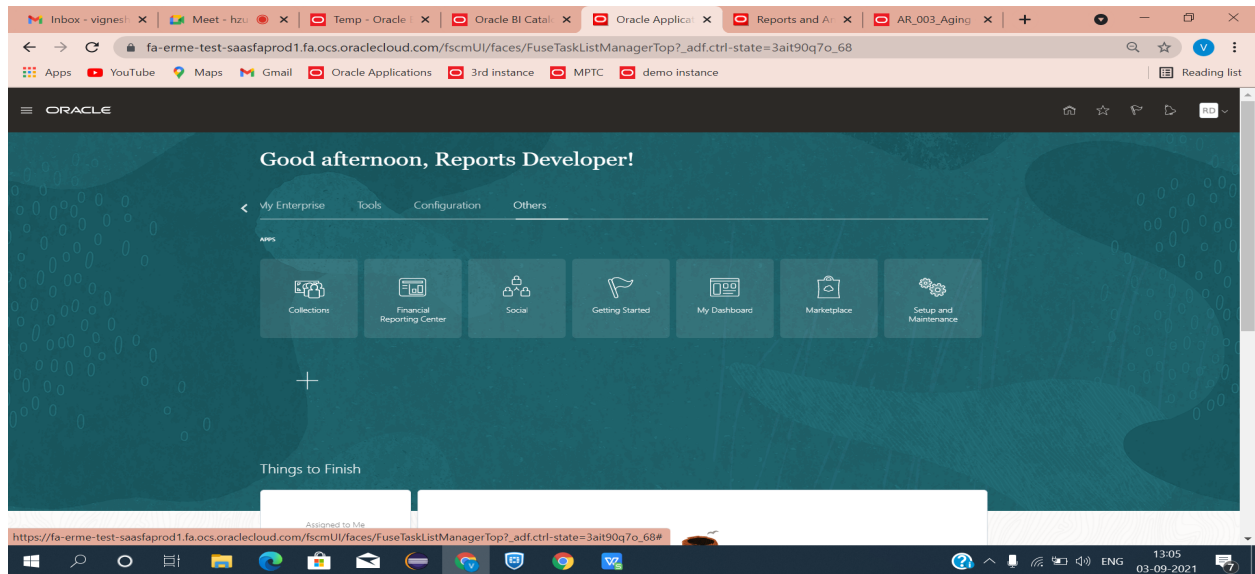 Inbox - vignesh
Meet - hzu
Temp - Oracle
Oracle BI Catal
Oracle Applicat
Reports and An
AR_003_Aging
fa-erme-test-saasfaprod1.fa.ocs.oraclecloud.com/fscmUI/faces/FuseTaskListManagerTop?_adf.ctrl-state=3ait90q7o_68
V
Apps YouTube Maps Gmail Oracle Applications 3rd instance MPTC demo instance Reading list
ORACLE
RD
Good afternoon, Reports Developer!
My Enterprise Tools Configuration Others
APPS
Collections
Financial
Reporting Center
Social
Getting Started
My Dashboard
Marketplace
Setup and
Maintenance
Things to Finish
Assigned to Me
https://fa-erme-test-saasfaprod1.fa.ocs.oraclecloud.com/fscmUI/faces/FuseTaskListManagerTop?_adf.ctrl-state=3ait90q7o_68#
ENG
13:05
03-09-2021
7